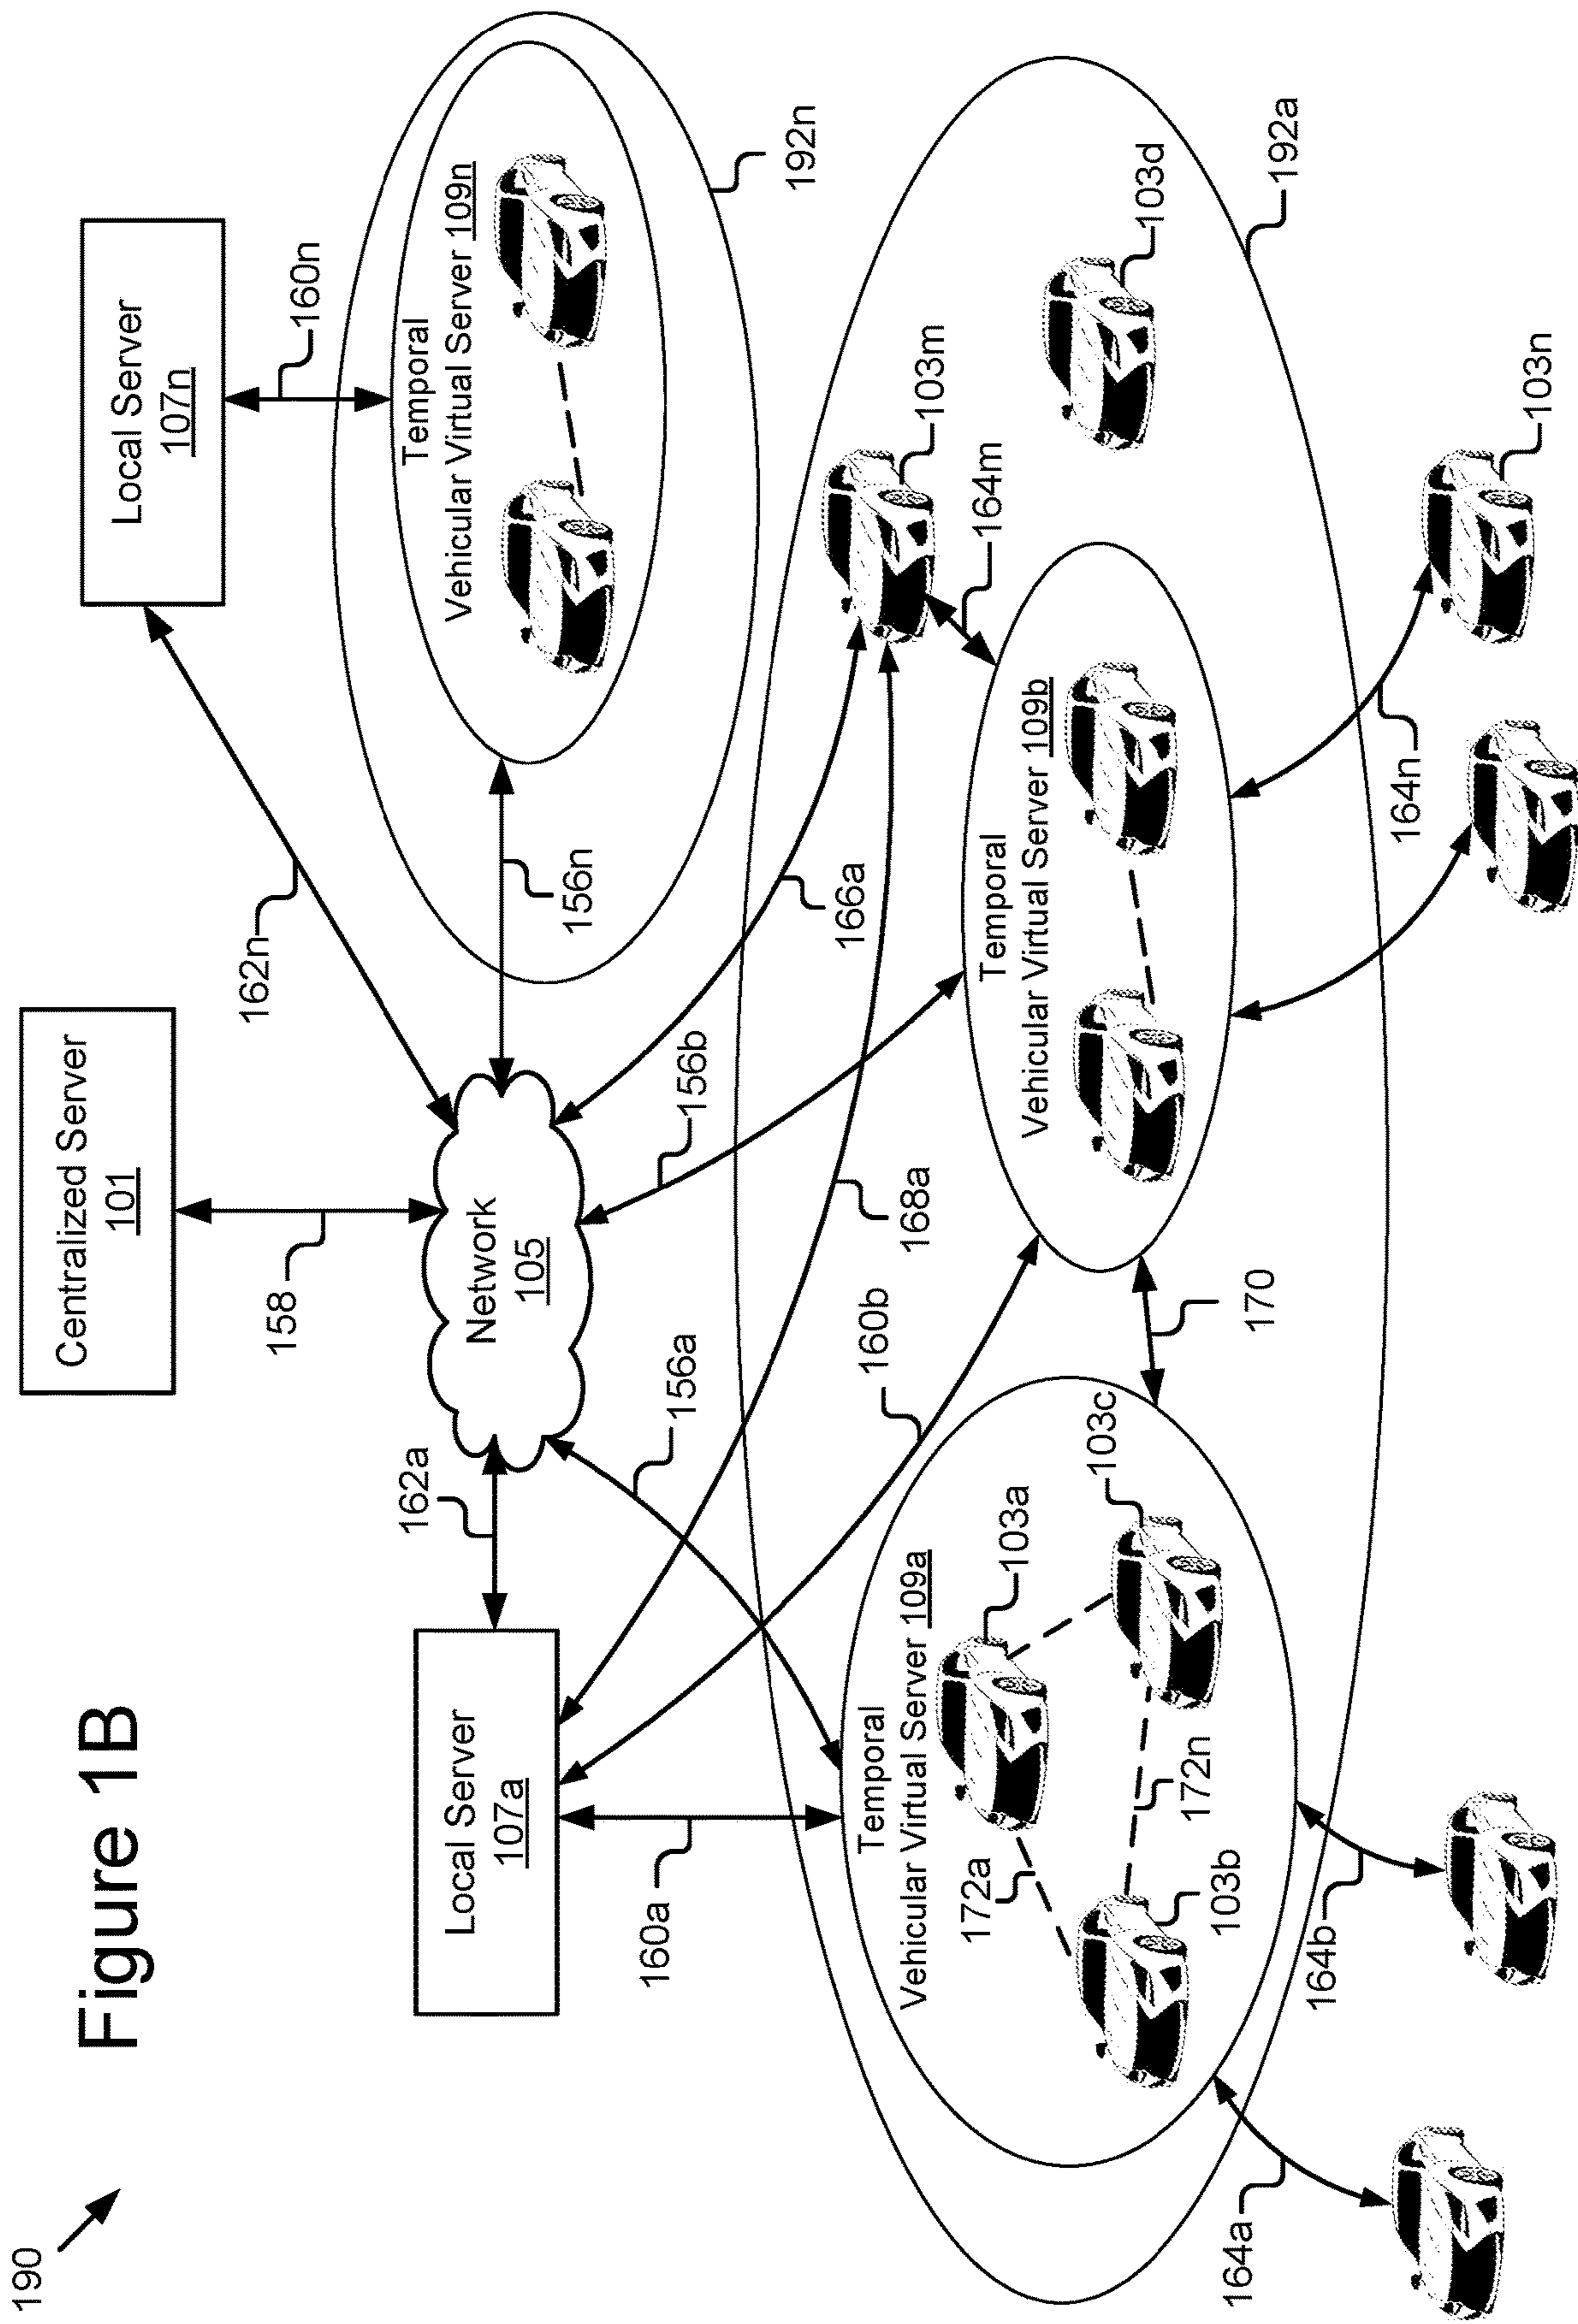 190
Figure 1B
Centralized Server
101
Local Server
107n
158
162n
160n
Local Server
107a
162a
Network
105
156n
Temporal
Vehicular Virtual Server 109n
192n
160a
156a
156b
166a
160b
168a
103m
164m
Temporal
Vehicular Virtual Server 109a
103a
172a
103c
172n
103b
170
Temporal
Vehicular Virtual Server 109b
103d
192a
164a
164b
164n
103n